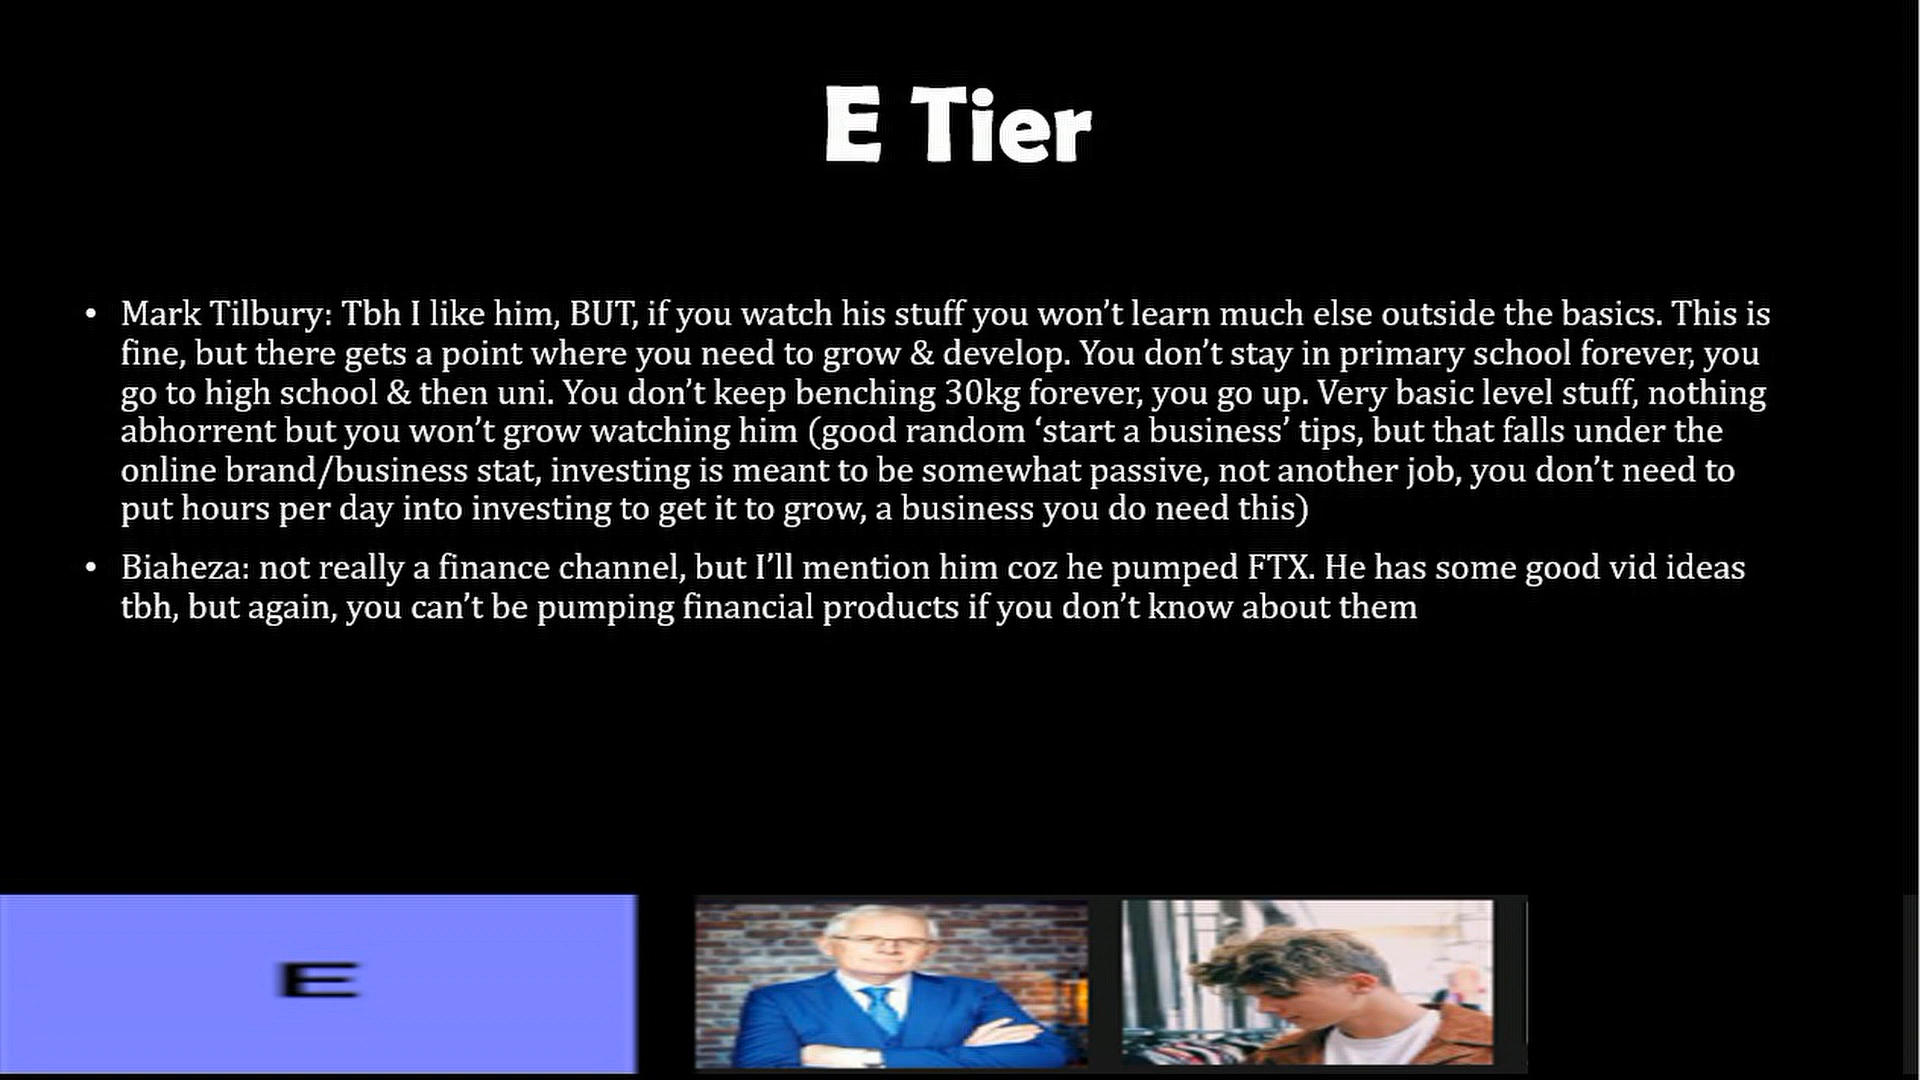 E Tier
• Mark Tilbury: Tbh I like him, BUT, if you watch his stuff you won’t learn much else outside the basics. This is
fine, but there gets a point where you need to grow & develop. You don’t stay in primary school forever, you
go to high school & then uni. You don’t keep benching 30kg forever, you go up. Very basic level stuff, nothing
abhorrent but you won’t grow watching him (good random ‘start a business’ tips, but that falls under the
online brand/business stat, investing is meant to be somewhat passive, not another job, you don’t need to
put hours per day into investing to get it to grow, a business you do need this)
• Biaheza: not really a finance channel, but I’ll mention him coz he pumped FTX. He has some good vid ideas
tbh, but again, you can’t be pumping financial products if you don’t know about them
E